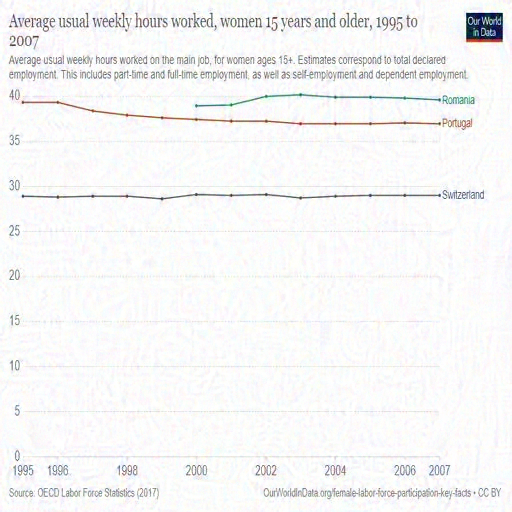 Average usual weekly hours worked, women 15 years and older, 1995 to
2007
Our World
in Data
Average usual weekly hours worked on the main job, for women ages 15+. Estimates correspond to total declared
employment. This includes part-time and full-time employment, as well as self-employment and dependent employment.
40
Romania
Portugal
35
30
Switzerland
25
20
15
10
5
0
1995 1996 1998 2000 2002 2004 2006 2007
Source: OECD Labor Force Statistics (2017)
OurWorldInData.org/female-labor-force-participation-key-facts • CC BY